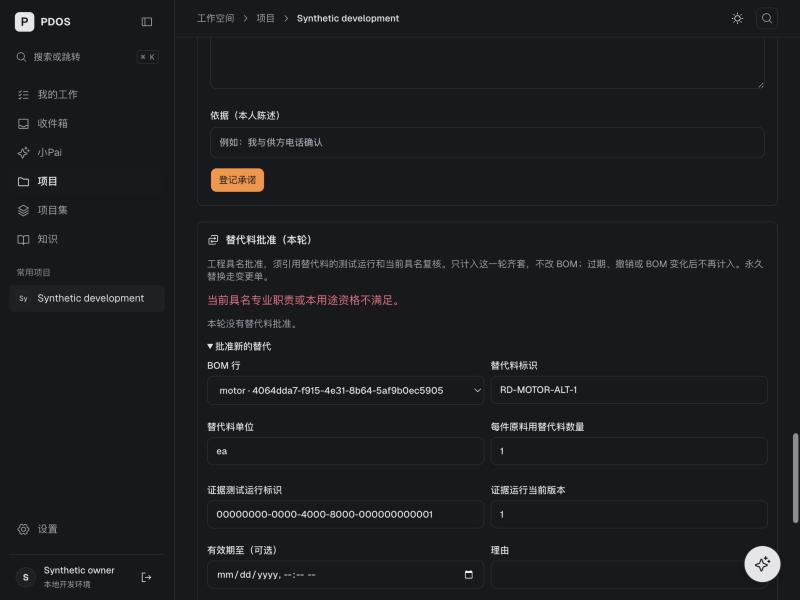 P PDOS
工作空间 > 项目 > Synthetic development
搜索或跳转 ⌘ K
我的工作
收件箱
小Pai
项目
项目集
知识
常用项目
Sy Synthetic development
设置
S Synthetic owner
本地开发环境
依据（本人陈述）
例如：我与供方电话确认
登记承诺
替代料批准（本轮）
工程具名批准，须引用替代料的测试运行和当前具名复核。只计入这一轮齐套，不改 BOM；过期、撤销或 BOM 变化后不再计入。永久
替换走变更单。
当前具名专业职责或本用途资格不满足。
本轮没有替代料批准。
▼ 批准新的替代
BOM 行
motor · 4064dda7-f915-4e31-8b64-5af9b0ec5905
替代料标识
RD-MOTOR-ALT-1
替代料单位
ea
每件原料用替代料数量
1
证据测试运行标识
00000000-0000-4000-8000-000000000001
证据运行当前版本
1
有效期至（可选）
mm/dd/yyyy, --:-- --
理由